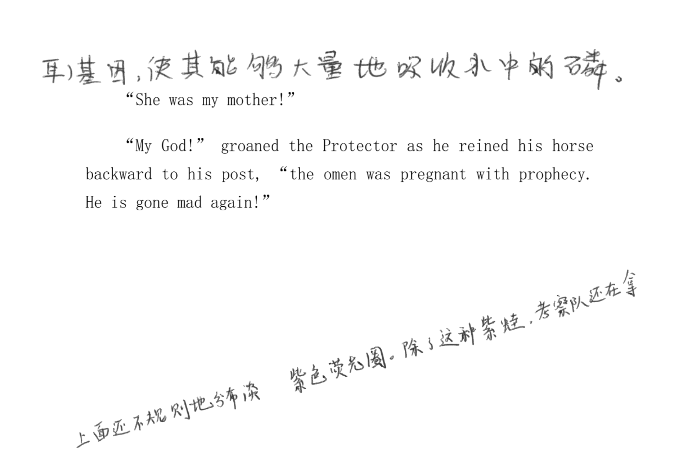 耳)基因,使其能够大量地吸收水中的磷。
“She was my mother!”
“My God!” groaned the Protector as he reined his horse
backward to his post, “the omen was pregnant with prophecy.
He is gone mad again!”
上面还不规则地分布淡 紫色荧光圈。除了这种紫蛙,考察队还在拿